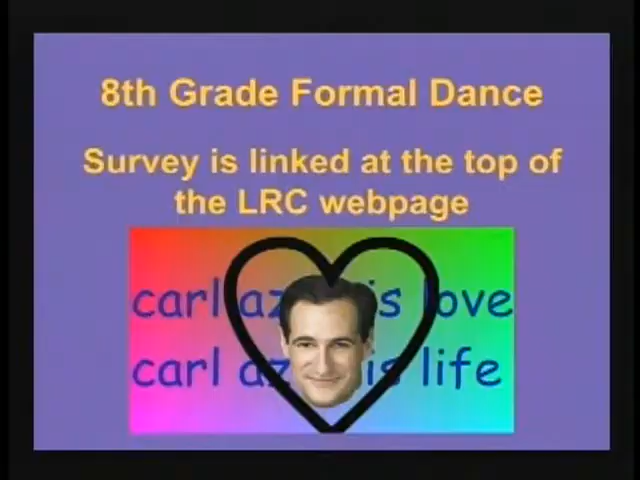 8th Grade Formal Dance
Survey is linked at the top of
the LRC webpage
carl is love
carl is life